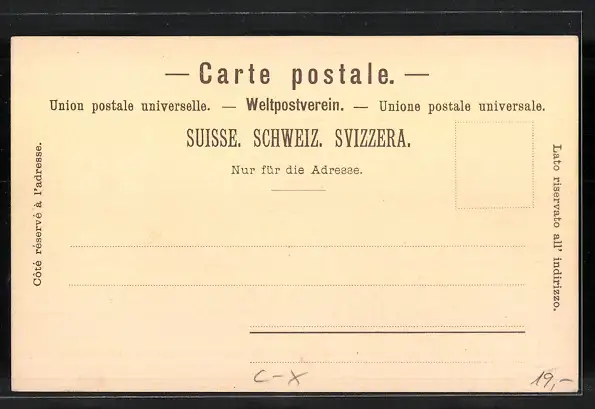 — Carte postale. —
Union postale universelle. — Weltpostverein. — Unione postale universale.
SUISSE. SCHWEIZ. SVIZZERA.
Nur für die Adresse.
Côté réservé à l'adresse.
Lato riservato all' indirizzo.
C-X
19,-